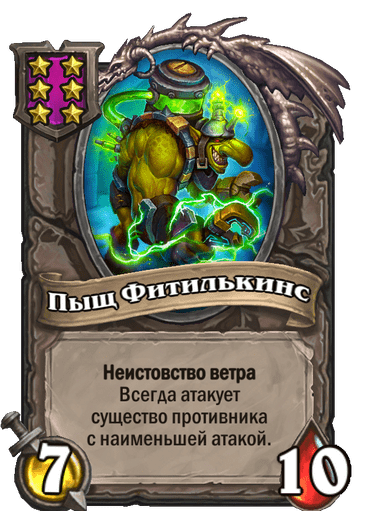 Пыщ Фитилькинс
Неистовство ветра
Всегда атакует
существо противника
с наименьшей атакой.
7
10